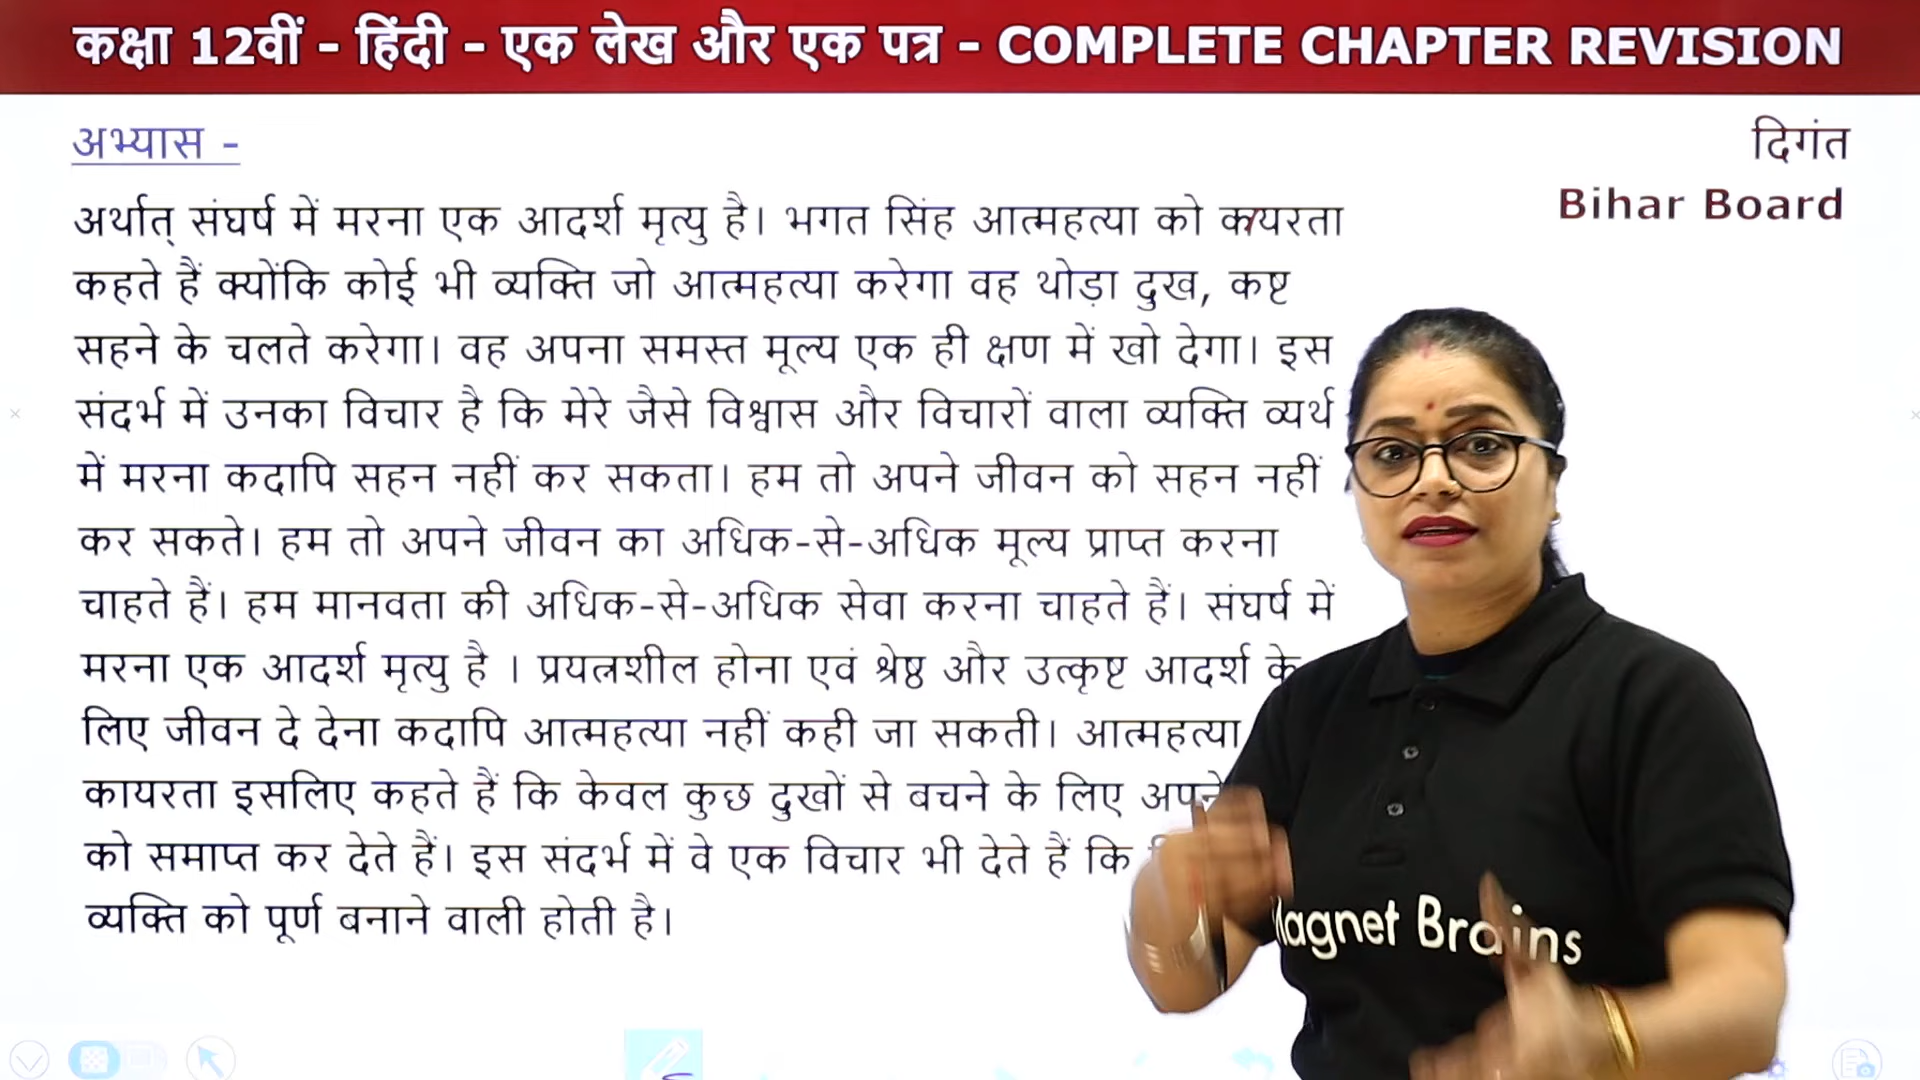 कक्षा 12वीं - हिंदी - एक लेख और एक पत्र - COMPLETE CHAPTER REVISION
अभ्यास -
दिगंत
Bihar Board
अर्थात् संघर्ष में मरना एक आदर्श मृत्यु है। भगत सिंह आत्महत्या को कायरता
कहते हैं क्योंकि कोई भी व्यक्ति जो आत्महत्या करेगा वह थोड़ा दुख, कष्ट
सहने के चलते करेगा। वह अपना समस्त मूल्य एक ही क्षण में खो देगा। इस
संदर्भ में उनका विचार है कि मेरे जैसे विश्वास और विचारों वाला व्यक्ति व्यर्थ
में मरना कदापि सहन नहीं कर सकता। हम तो अपने जीवन को सहन नहीं
कर सकते। हम तो अपने जीवन का अधिक-से-अधिक मूल्य प्राप्त करना
चाहते हैं। हम मानवता की अधिक-से-अधिक सेवा करना चाहते हैं। संघर्ष में
मरना एक आदर्श मृत्यु है । प्रयत्नशील होना एवं श्रेष्ठ और उत्कृष्ट आदर्श के
लिए जीवन दे देना कदापि आत्महत्या नहीं कही जा सकती। आत्महत्या
कायरता इसलिए कहते हैं कि केवल कुछ दुखों से बचने के लिए अपने
को समाप्त कर देते हैं। इस संदर्भ में वे एक विचार भी देते हैं कि
व्यक्ति को पूर्ण बनाने वाली होती है।
Magnet Brains